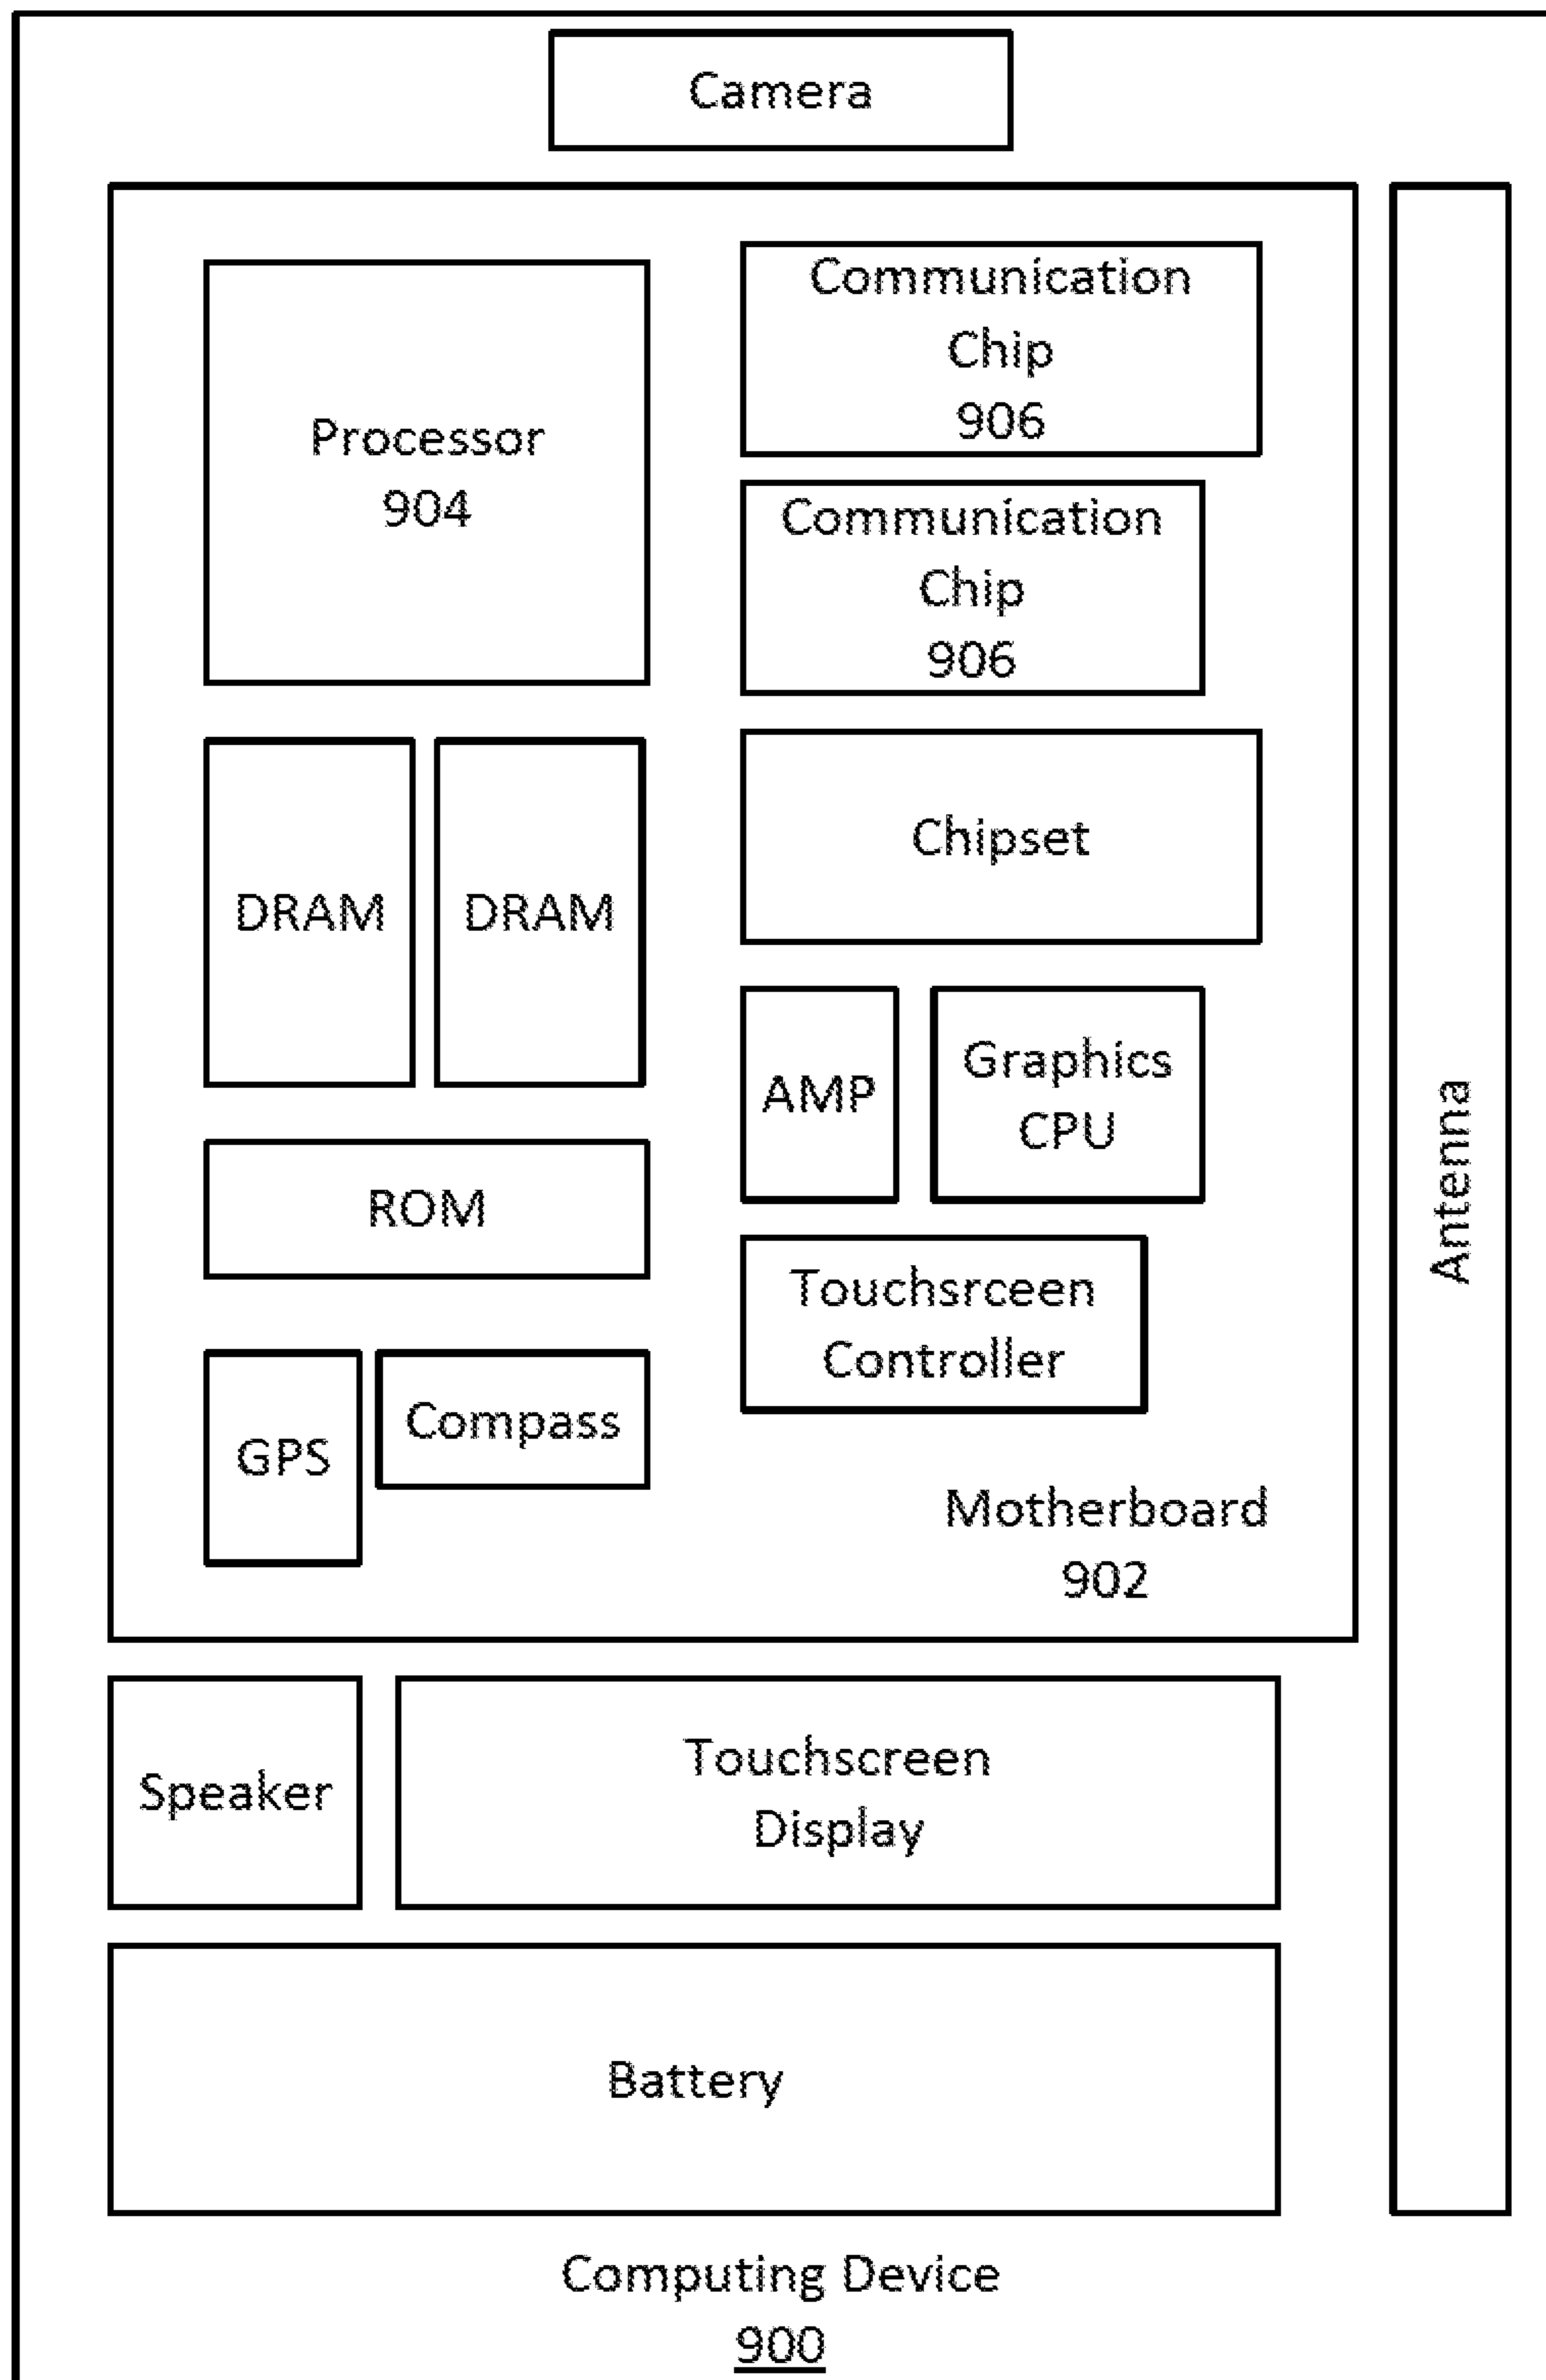 Camera
Processor
904
Communication
Chip
906
Communication
Chip
906
DRAM
DRAM
Chipset
AMP
Graphics
CPU
ROM
Touchsrceen
Controller
GPS
Compass
Motherboard
902
Antenna
Speaker
Touchscreen
Display
Battery
Computing Device
900